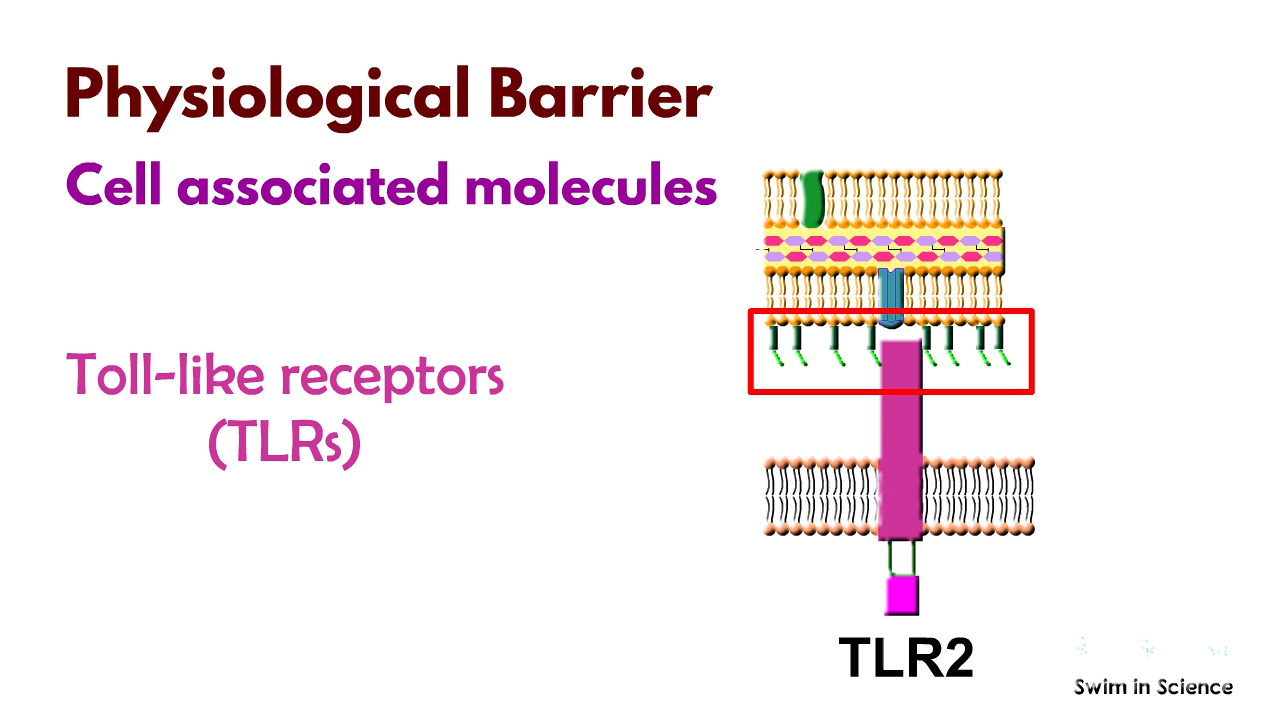 Physiological Barrier
Cell associated molecules
Toll-like receptors
(TLRs)
TLR2
Swim in Science